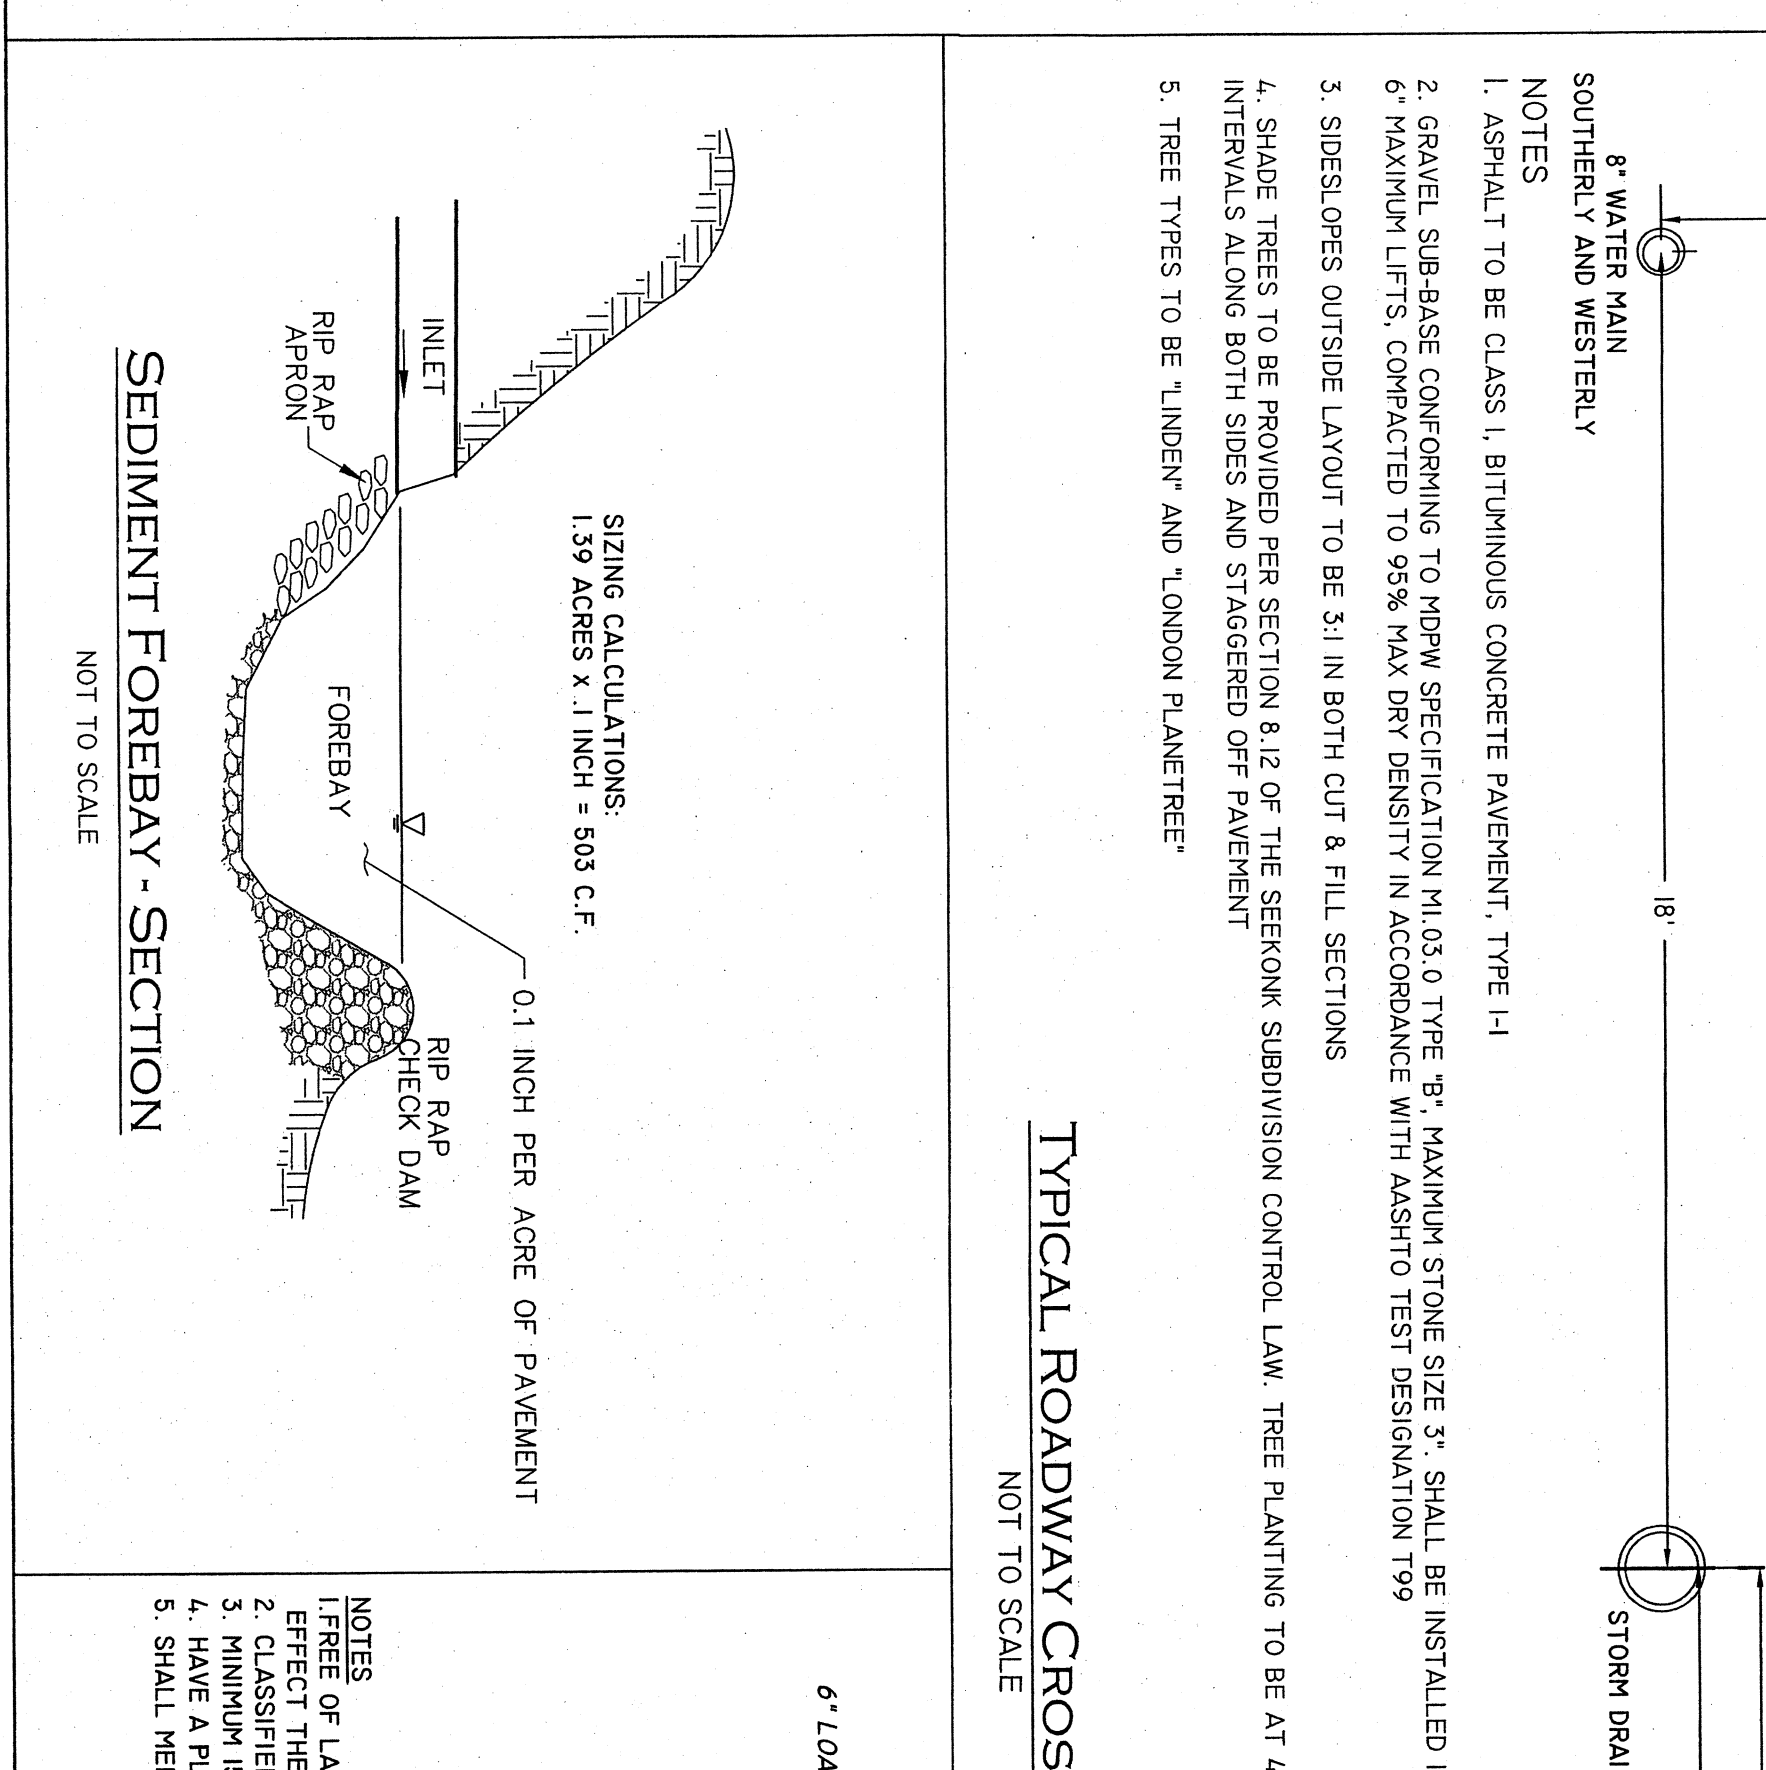 18'
8" WATER MAIN
SOUTHERLY AND WESTERLY
STORM DRAI
NOTES
1. ASPHALT TO BE CLASS I, BITUMINOUS CONCRETE PAVEMENT, TYPE I-1
2. GRAVEL SUB-BASE CONFORMING TO MDPW SPECIFICATION M1.03.0 TYPE "B", MAXIMUM STONE SIZE 3". SHALL BE INSTALLED I
6" MAXIMUM LIFTS, COMPACTED TO 95% MAX DRY DENSITY IN ACCORDANCE WITH AASHTO TEST DESIGNATION T99
3. SIDESLOPES OUTSIDE LAYOUT TO BE 3:1 IN BOTH CUT & FILL SECTIONS
4. SHADE TREES TO BE PROVIDED PER SECTION 8.12 OF THE SEEKONK SUBDIVISION CONTROL LAW. TREE PLANTING TO BE AT 4
INTERVALS ALONG BOTH SIDES AND STAGGERED OFF PAVEMENT
5. TREE TYPES TO BE "LINDEN" AND "LONDON PLANETREE"
TYPICAL ROADWAY CROS
NOT TO SCALE
SIZING CALCULATIONS:
1.39 ACRES X .1 INCH = 503 C.F.
0.1 INCH PER ACRE OF PAVEMENT
INLET
RIP RAP
APRON
FOREBAY
RIP RAP
CHECK DAM
SEDIMENT FOREBAY - SECTION
NOT TO SCALE
6" LOA
NOTES
1.FREE OF LA
EFFECT THE
2. CLASSIFIE
3. MINIMUM 15
4. HAVE A PL
5. SHALL MEE